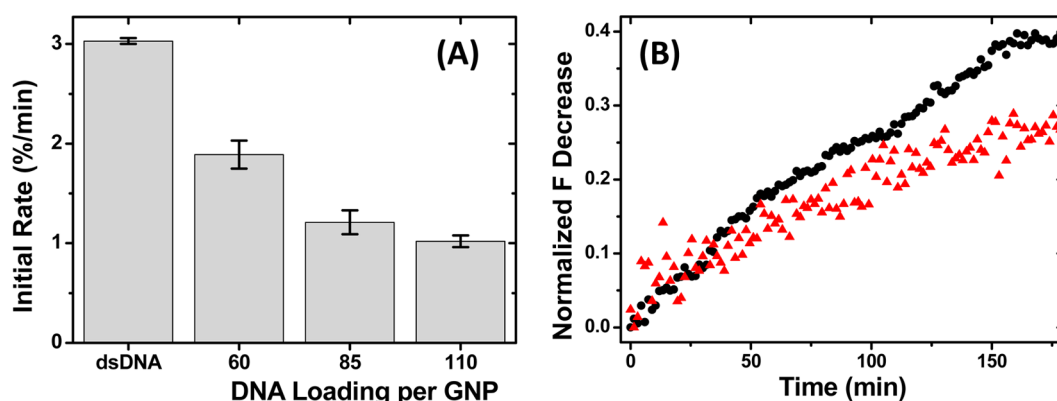 (A)
Initial Rate (%/min)
3
2
1
0
dsDNA 60 85 110
DNA Loading per GNP
(B)
Normalized F Decrease
0.4
0.3
0.2
0.1
0.0
0 50 100 150
Time (min)